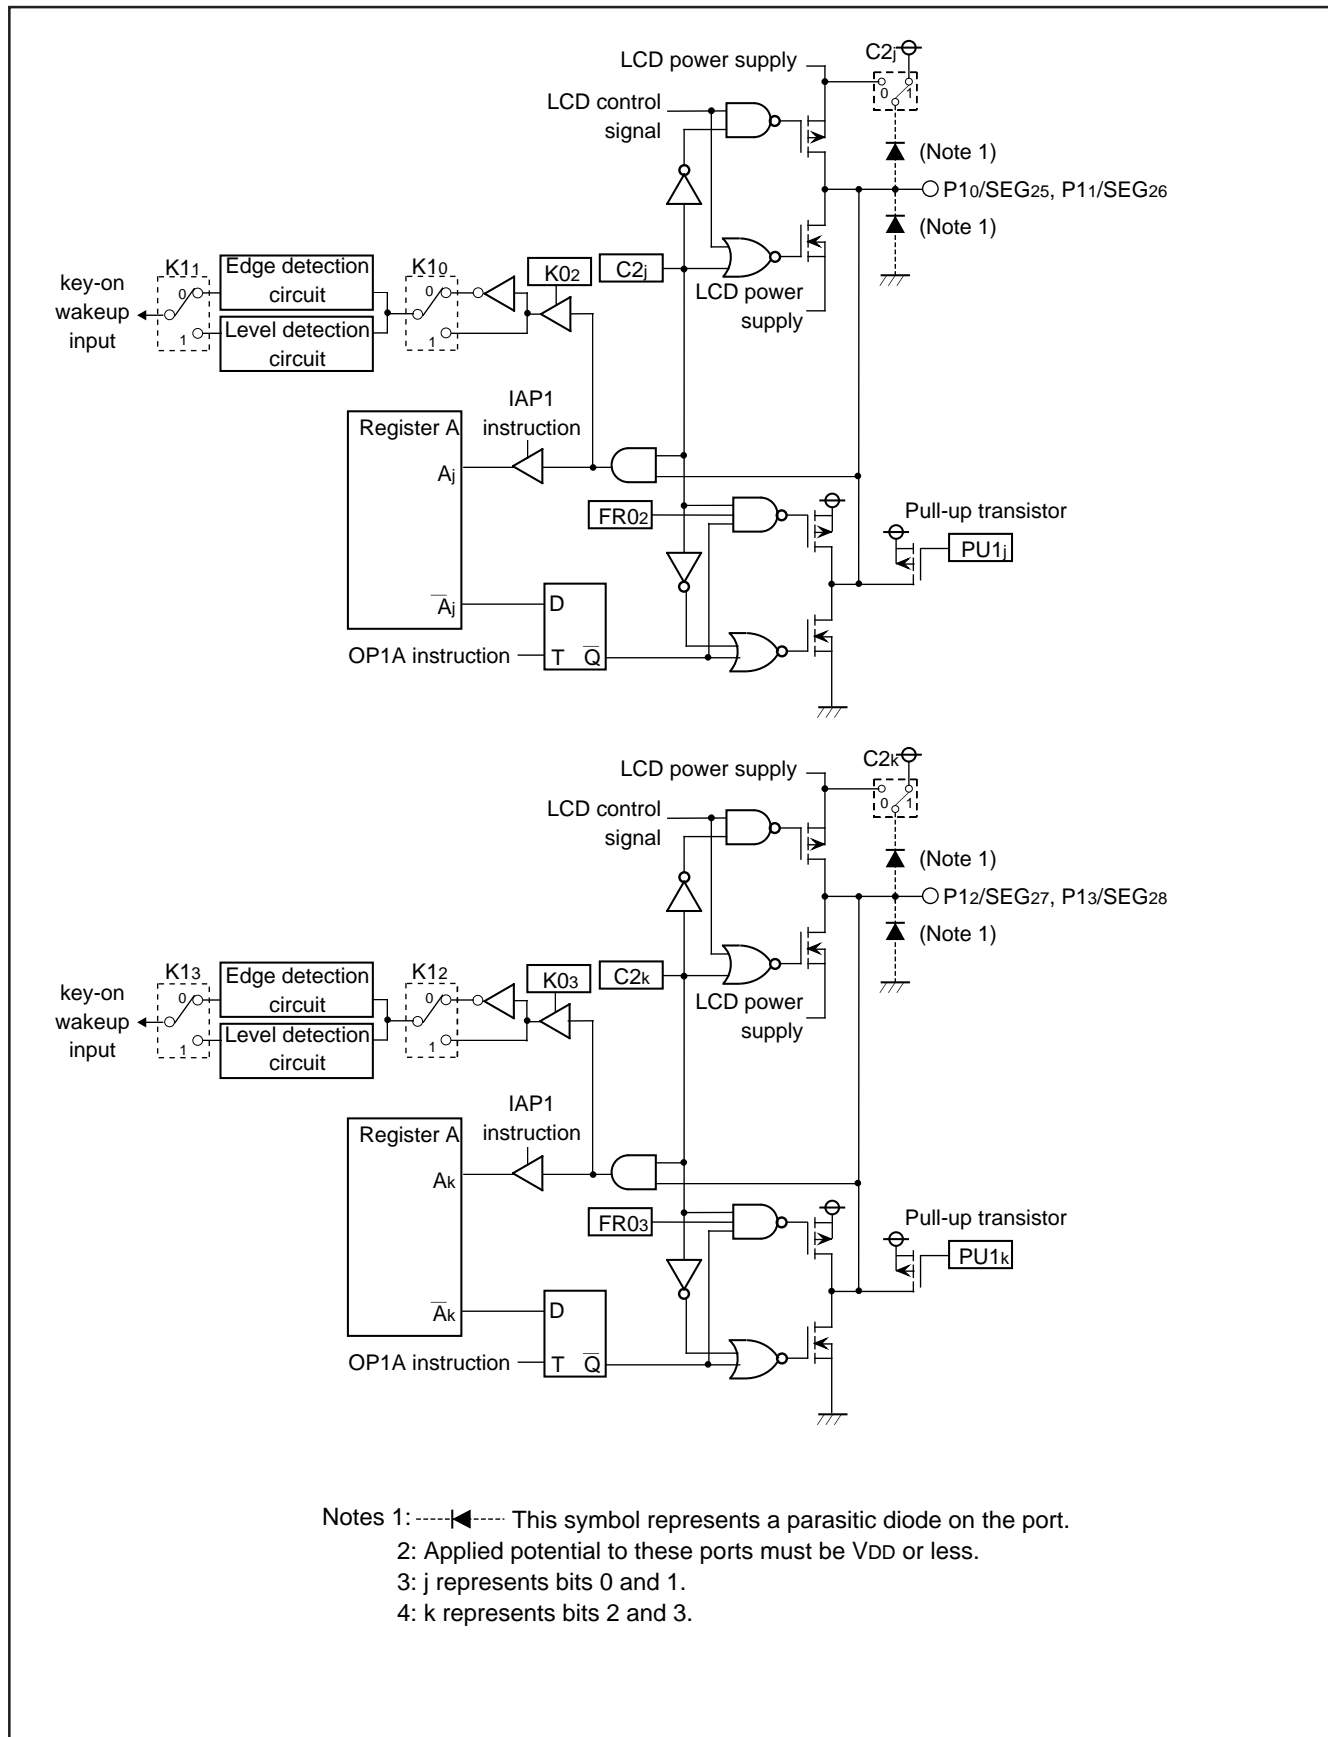 LCD power supply
C2j
0 1
LCD control
signal
(Note 1)
P10/SEG25, P11/SEG26
(Note 1)
K11
Edge detection
circuit
K10
K02
C2j
key-on
wakeup
input
0
1
Level detection
circuit
0
1
LCD power
supply
IAP1
instruction
Register A
Aj
FR02
Pull-up transistor
PU1j
Aj
D
OP1A instruction
T Q
LCD power supply
C2k
0 1
LCD control
signal
(Note 1)
P12/SEG27, P13/SEG28
(Note 1)
K13
Edge detection
circuit
K12
K03
C2k
key-on
wakeup
input
0
1
Level detection
circuit
0
1
LCD power
supply
IAP1
instruction
Register A
Ak
FR03
Pull-up transistor
PU1k
Ak
D
OP1A instruction
T Q
Notes 1: This symbol represents a parasitic diode on the port.
2: Applied potential to these ports must be VDD or less.
3: j represents bits 0 and 1.
4: k represents bits 2 and 3.